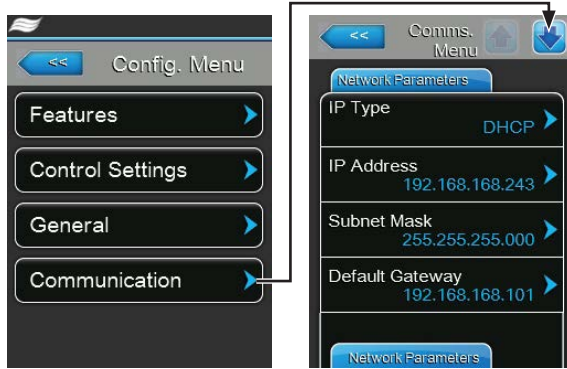 << Config. Menu
Features
Control Settings
General
Communication
<< Comms.
Menu
Network Parameters
IP Type
DHCP
IP Address
192.168.168.243
Subnet Mask
255.255.255.000
Default Gateway
192.168.168.101
Network Parameters